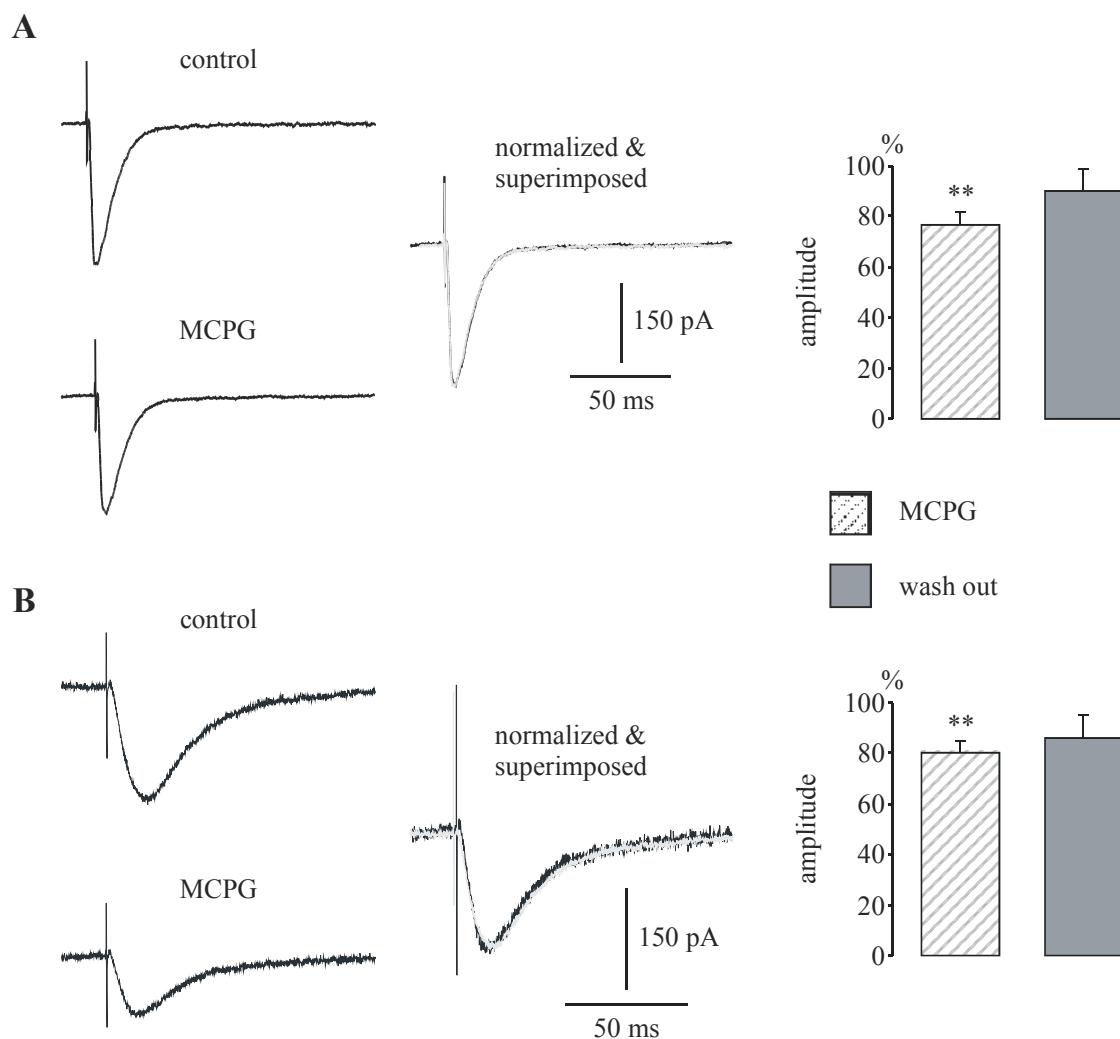 A
control
normalized &
superimposed
150 pA
50 ms
MCPG
%
100
80
60
40
20
0
amplitude
**
MCPG
wash out
B
control
normalized &
superimposed
150 pA
50 ms
MCPG
%
100
80
60
40
20
0
amplitude
**